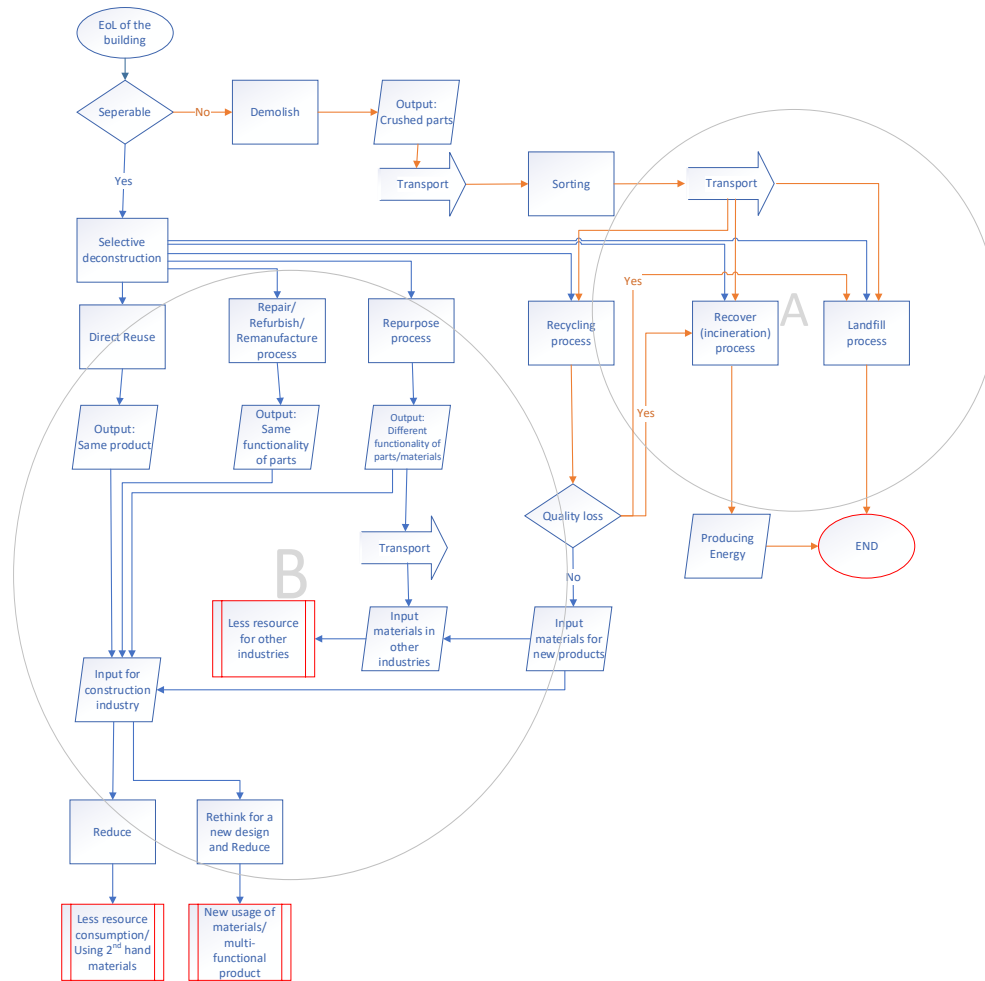 EoL of the
building
Seperable
No
Demolish
Output:
Crushed parts
Transport
Sorting
Transport
Yes
Selective
deconstruction
Direct Reuse
Repair/
Refurbish/
Remanufacture
process
Repurpose
process
Recycling
process
Yes
Recover
(incineration)
process
A
Landfill
process
Yes
Output:
Same product
Output:
Same
functionality
of parts
Output:
Different
functionality of
parts/materials
Quality loss
Producing
Energy
END
Transport
B
No
Less resource
for other
industries
Input
materials in
other
industries
Input
materials for
new products
Input for
construction
industry
Reduce
Rethink for a
new design
and Reduce
Less resource
consumption/
Using 2nd hand
materials
New usage of
materials/
multi-
functional
product